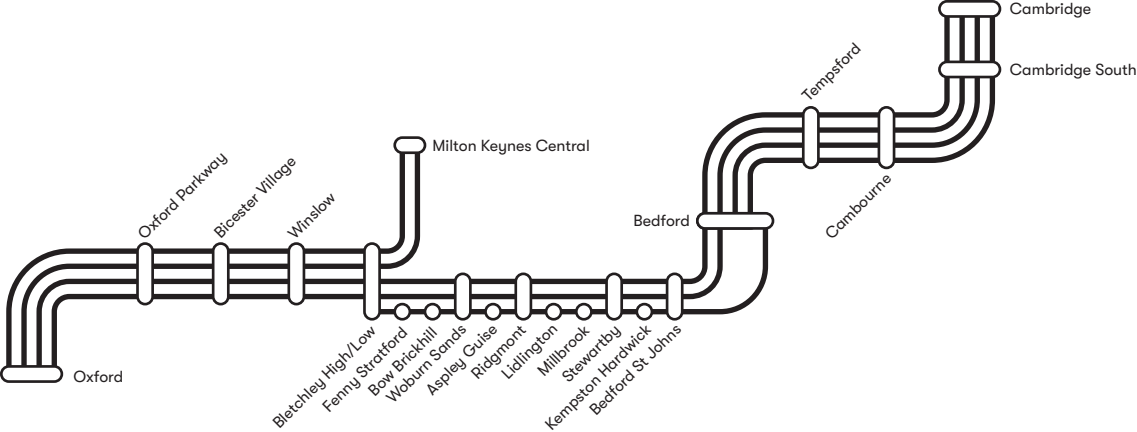 Cambridge
Cambridge South
Tempsford
Milton Keynes Central
Oxford Parkway
Bicester Village
Winslow
Cambourne
Bedford
Bletchley High/Low
Fenny Stratford
Bow Brickhill
Woburn Sands
Aspley Guise
Ridgmont
Lidlington
Millbrook
Stewartby
Kempston Hardwick
Bedford St Johns
Oxford